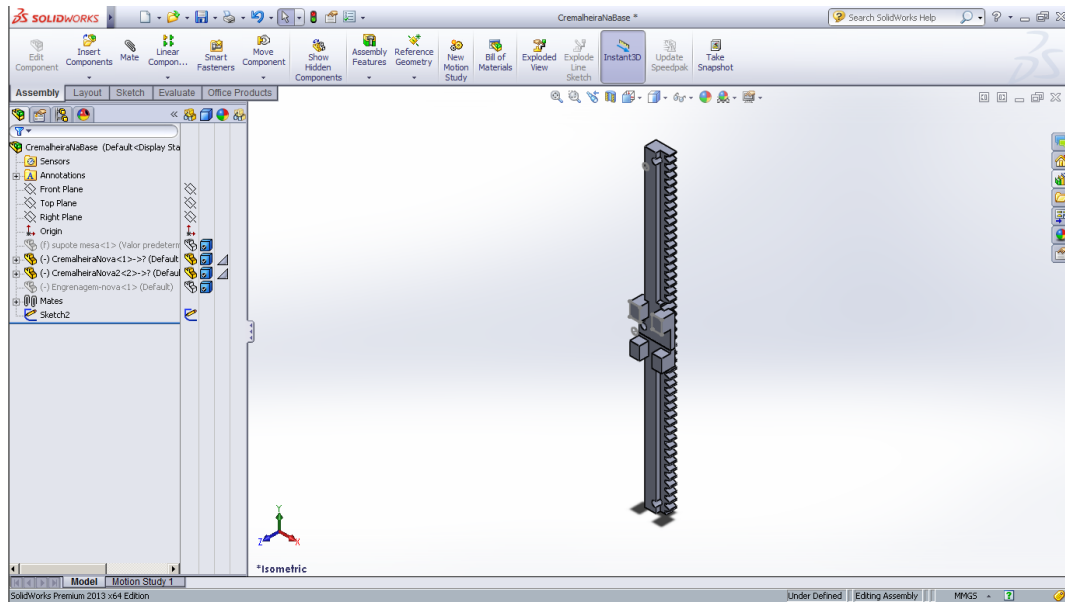 SOLIDWORKS
CremalheiraNaBase *
Search SolidWorks Help
Edit Component
Insert Components
Mate
Linear Compon...
Smart Fasteners
Move Component
Show Hidden Components
Assembly Features
Reference Geometry
New Motion Study
Bill of Materials
Exploded View
Explode Line Sketch
Instant3D
Update Speedpak
Take Snapshot
Assembly Layout Sketch Evaluate Office Products
CremalheiraNaBase (Default<Display Sta
Sensors
Annotations
Front Plane
Top Plane
Right Plane
Origin
(f) supote mesa<1> (Valor predeterm
(-) CremalheiraNova<1>->? (Default
(-) CremalheiraNova2<2>->? (Defaul
(-) Engrenagem-nova<1> (Default)
Mates
Sketch2
Y
Z X
*Isometric
Model Motion Study 1
SolidWorks Premium 2013 x64 Edition
Under Defined Editing Assembly MMGS